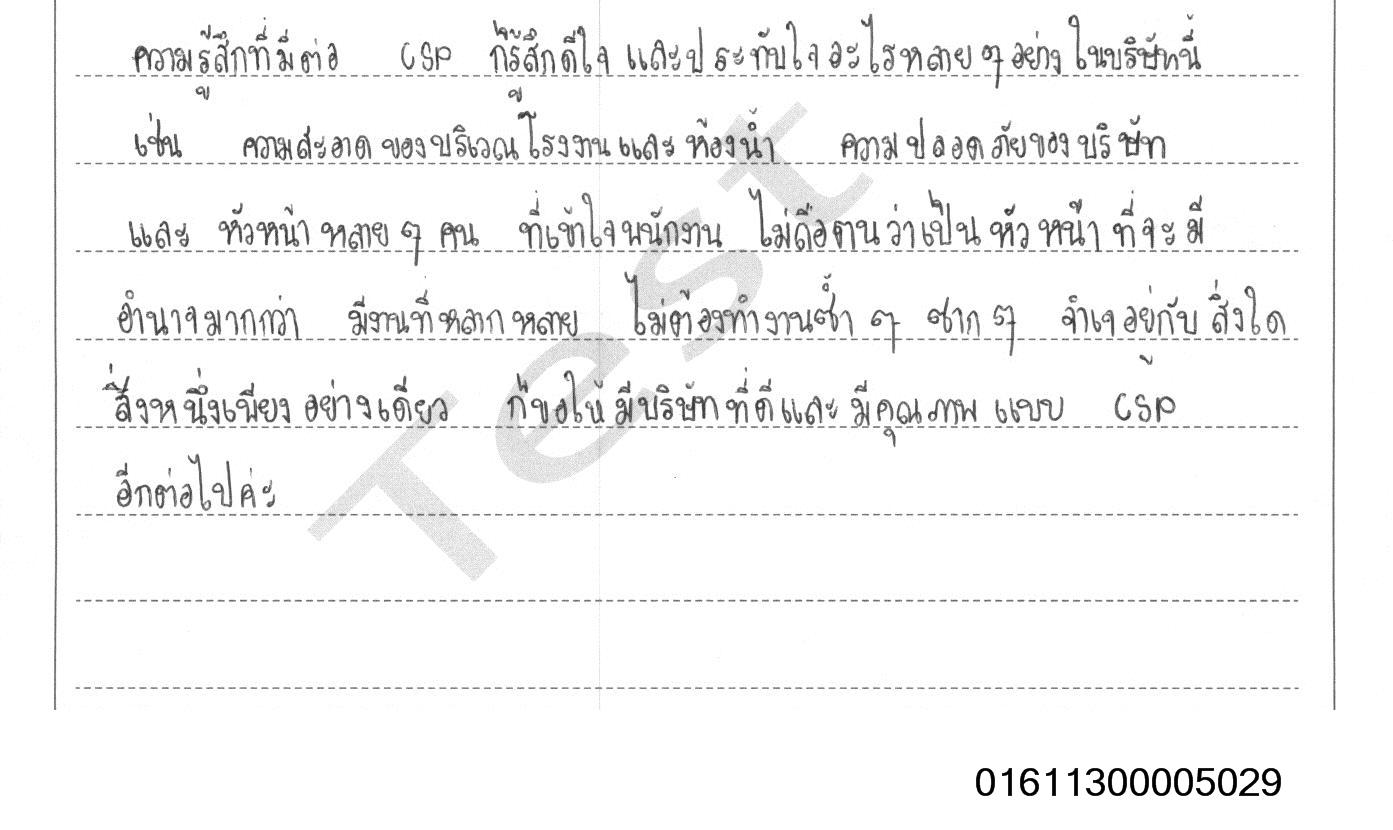 ความรู้สึกที่มีต่อ CSP ก็รู้สึกดีใจ และประทับใจอะไรหลายๆอย่าง ในบริษัทนี้
เช่น ความสะอาดของบริเวณโรงงานและห้องน้ำ ความปลอดภัยของบริษัท
และ หัวหน้าหลายๆ คน ที่เข้าใจพนักงาน ไม่ถือตนว่าเป็นหัวหน้าที่จะมี
อำนาจมากกว่า มีงานที่หลากหลาย ไม่ต้องทำงานซ้ำๆ ซากๆ จำเจอยู่กับ สิ่งใด
สิ่งหนึ่งเพียงอย่างเดียว ก็ขอให้มีบริษัทที่ดีและมีคุณภาพ แบบ CSP
อีกต่อไปค่ะ
Test
01611300005029